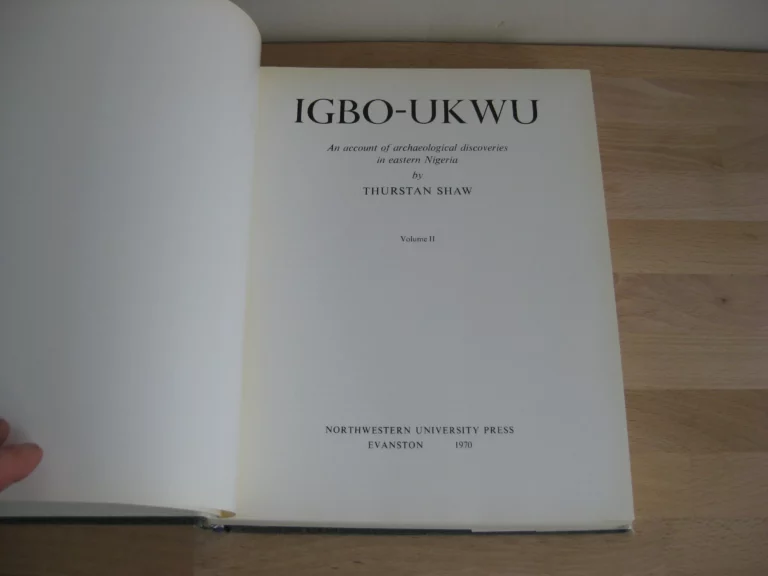 IGBO-UKWU
An account of archaeological discoveries
in eastern Nigeria
by
THURSTAN SHAW
Volume II
NORTHWESTERN UNIVERSITY PRESS
EVANSTON 1970